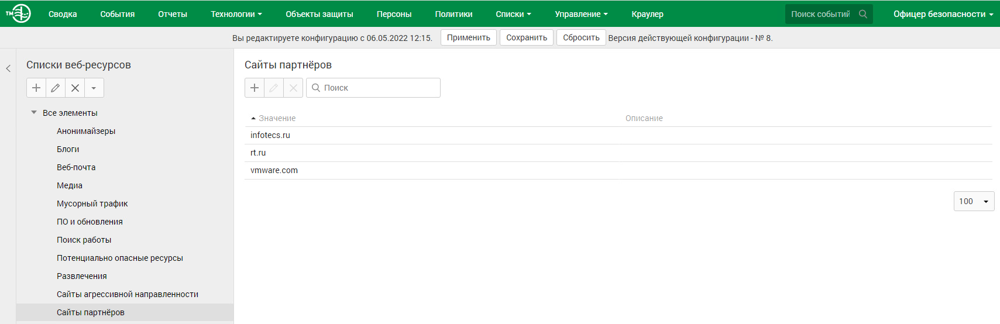 TM Сводка События Отчеты Технологии Объекты защиты Персоны Политики Списки Управление Краулер Поиск событий Офицер безопасности
Вы редактируете конфигурацию с 06.05.2022 12:15. Применить Сохранить Сбросить Версия действующей конфигурации - № 8.
Списки веб-ресурсов
Все элементы
Анонимайзеры
Блоги
Веб-почта
Медиа
Мусорный трафик
ПО и обновления
Поиск работы
Потенциально опасные ресурсы
Развлечения
Сайты агрессивной направленности
Сайты партнёров
Сайты партнёров
Поиск
Значение Описание
infotecs.ru
rt.ru
vmware.com
100